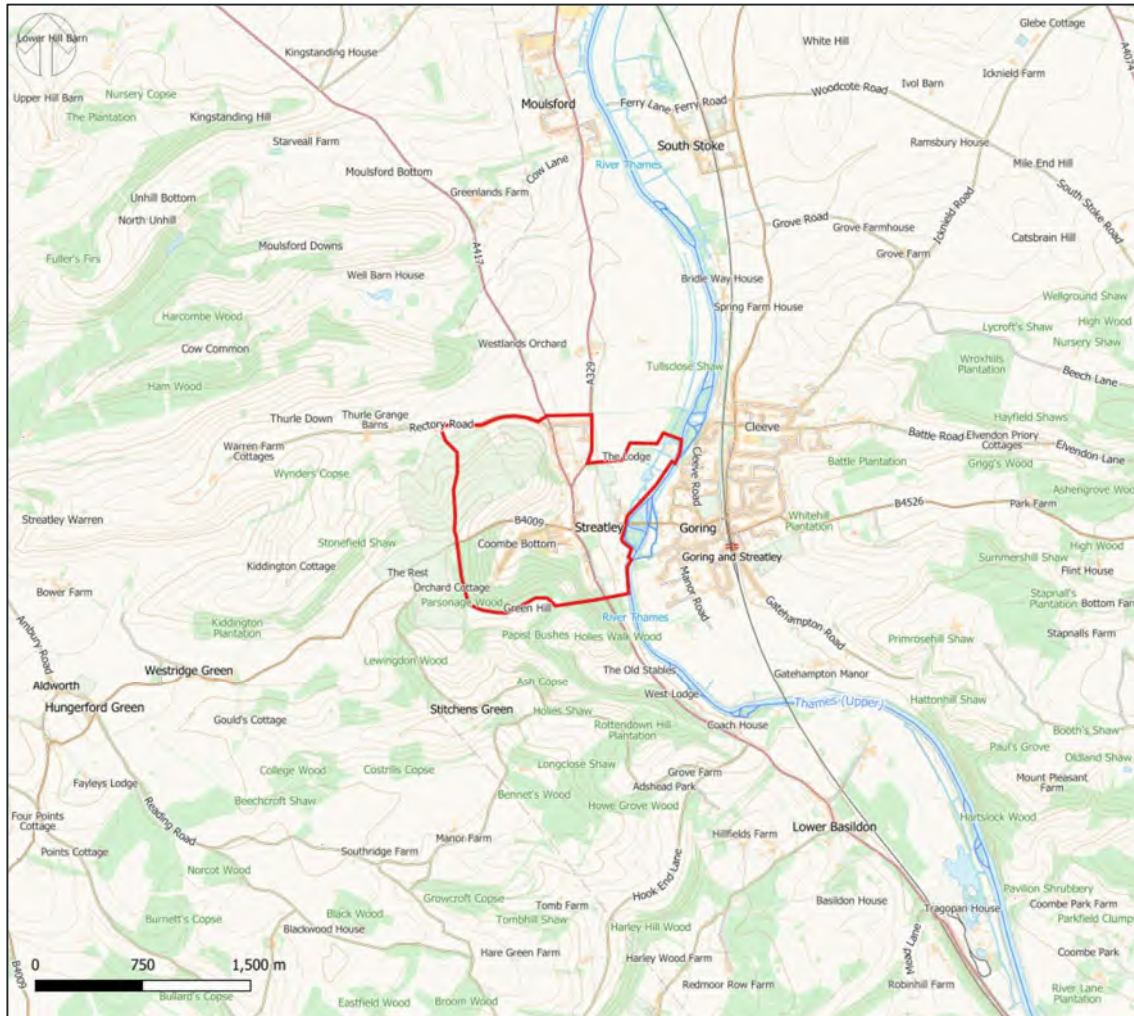 Glebe Cottage
Lower Hill Barn
White Hill
Kingstanding House
A4074
Icknield Farm
Ivol Barn
Woodcote Road
Upper Hill Barn
Nursery Copse
Ferry Lane
Ferry Road
Moulsford
The Plantation
Kingstanding Hill
Starveall Farm
South Stoke
Ramsbury House
Mile End Hill
Cow Lane
River Thames
Moulsford Bottom
Greenlands Farm
South Stoke Road
Unhill Bottom
North Unhill
Icknield Road
Grove Road
Grove Farmhouse
Catsbrain Hill
Moulsford Downs
A417
Grove Farm
Fuller's Firs
Well Barn House
Bridle Way House
Spring Farm House
Wellground Shaw
Harcombe Wood
Lycroft's Shaw
High Wood
Nursery Shaw
Westlands Orchard
Cow Common
Wroxhills
Plantation
A329
Tullsclose Shaw
Beech Lane
Ham Wood
Thurle Down
Thurle Grange
Barns
Rectory Road
Hayfield Shaws
Cleeve
Battle Road
Elvendon Priory
Cottages
Elvendon Lane
Warren Farm
Cottages
The Lodge
Cleeve Road
Battle Plantation
Grigg's Wood
Wynders Copse
Ashengrove Wood
B4526
Park Farm
Streatley Warren
B4009
Streatley
Goring
Whitehill
Plantation
Stonefield Shaw
Coombe Bottom
High Wood
Goring and Streatley
Summershill Shaw
Kiddington Cottage
The Rest
Flint House
Orchard Cottage
Manor Road
Stapnall's
Plantation
Bottom Farm
Bower Farm
Parsonage Wood
Green Hill
Gatehampton Road
Kiddington
Plantation
River Thames
Papist Bushes
Holies Walk Wood
Primrosehill Shaw
Stapnalls Farm
Ambury Road
Lewingdon Wood
Westridge Green
The Old Stables
Gatehampton Manor
Aldworth
Ash Copse
West Lodge
Hattonhill Shaw
Hungerford Green
Gould's Cottage
Stitchens Green
Holies Shaw
Thames (Upper)
Rottendown Hill
Plantation
Coach House
Booth's Shaw
Paul's Grove
Oldland Shaw
College Wood
Costrills Copse
Longclose Shaw
Grove Farm
Fayleys Lodge
Adshead Park
Mount Pleasant
Farm
Beechcroft Shaw
Bennet's Wood
Howe Grove Wood
Hartslock Wood
Four Points
Cottage
Reading Road
Lower Basildon
Manor Farm
Hillfields Farm
Points Cottage
Southridge Farm
Hook End Lane
Norcot Wood
Pavilion Shrubbery
Growcroft Copse
Basildon House
Coombe Park Farm
Tomb Farm
Tragopan House
Burnett's Copse
Black Wood
Tombhill Shaw
Parkfield Clump
Blackwood House
Harley Hill Wood
Mead Lane
Hare Green Farm
Harley Wood Farm
Coombe Park
B4009
0 750 1,500 m
Redmoor Row Farm
Robinhill Farm
River Lane
Plantation
Bullard's Copse
Eastfield Wood
Broom Wood